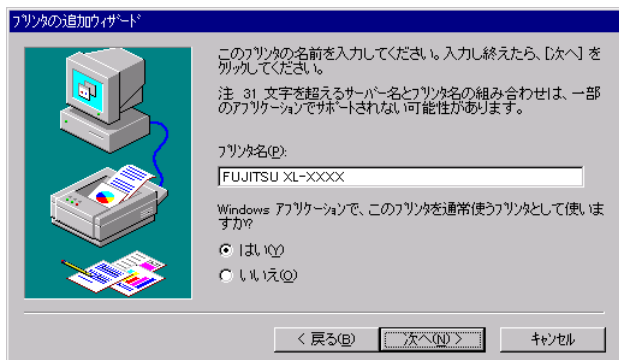 プリンタの追加ウィザード
このプリンタの名前を入力してください。入力し終えたら、[次へ] を
クリックしてください。
注 31 文字を超えるサーバー名とプリンタ名の組み合わせは、一部
のアプリケーションでサポートされない可能性があります。
プリンタ名(P):
FUJITSU XL-XXXX
Windows アプリケーションで、このプリンタを通常使うプリンタとして使いま
すか?
はい(Y)
いいえ(O)
< 戻る(B)
次へ(N) >
キャンセル